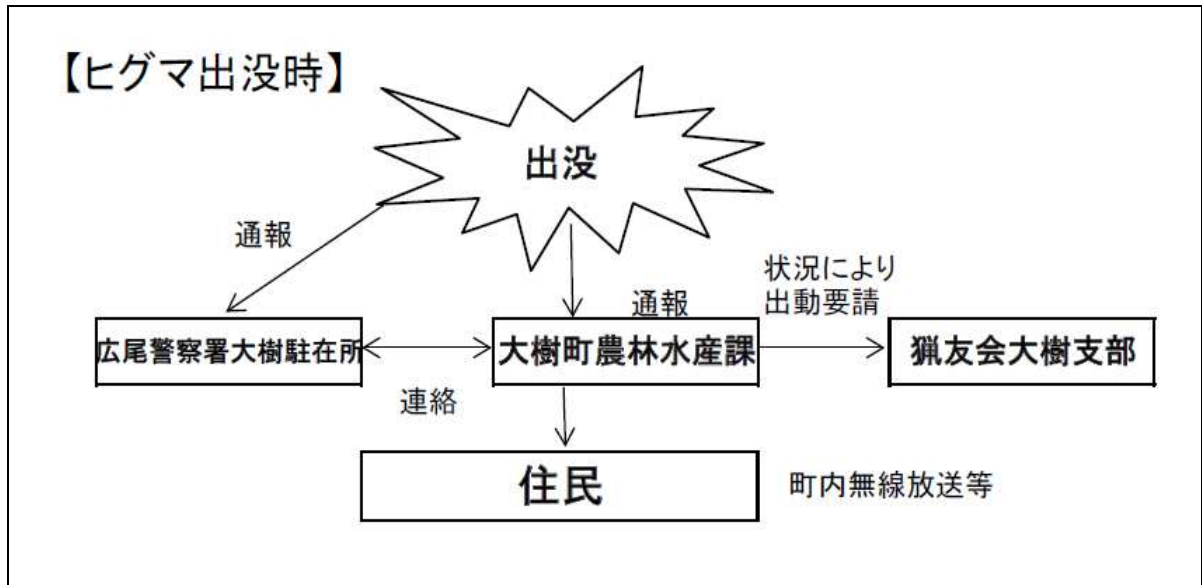 【ヒグマ出没時】
出没
通報
状況により
出動要請
通報
広尾警察署大樹駐在所
大樹町農林水産課
猟友会大樹支部
連絡
住民
町内無線放送等